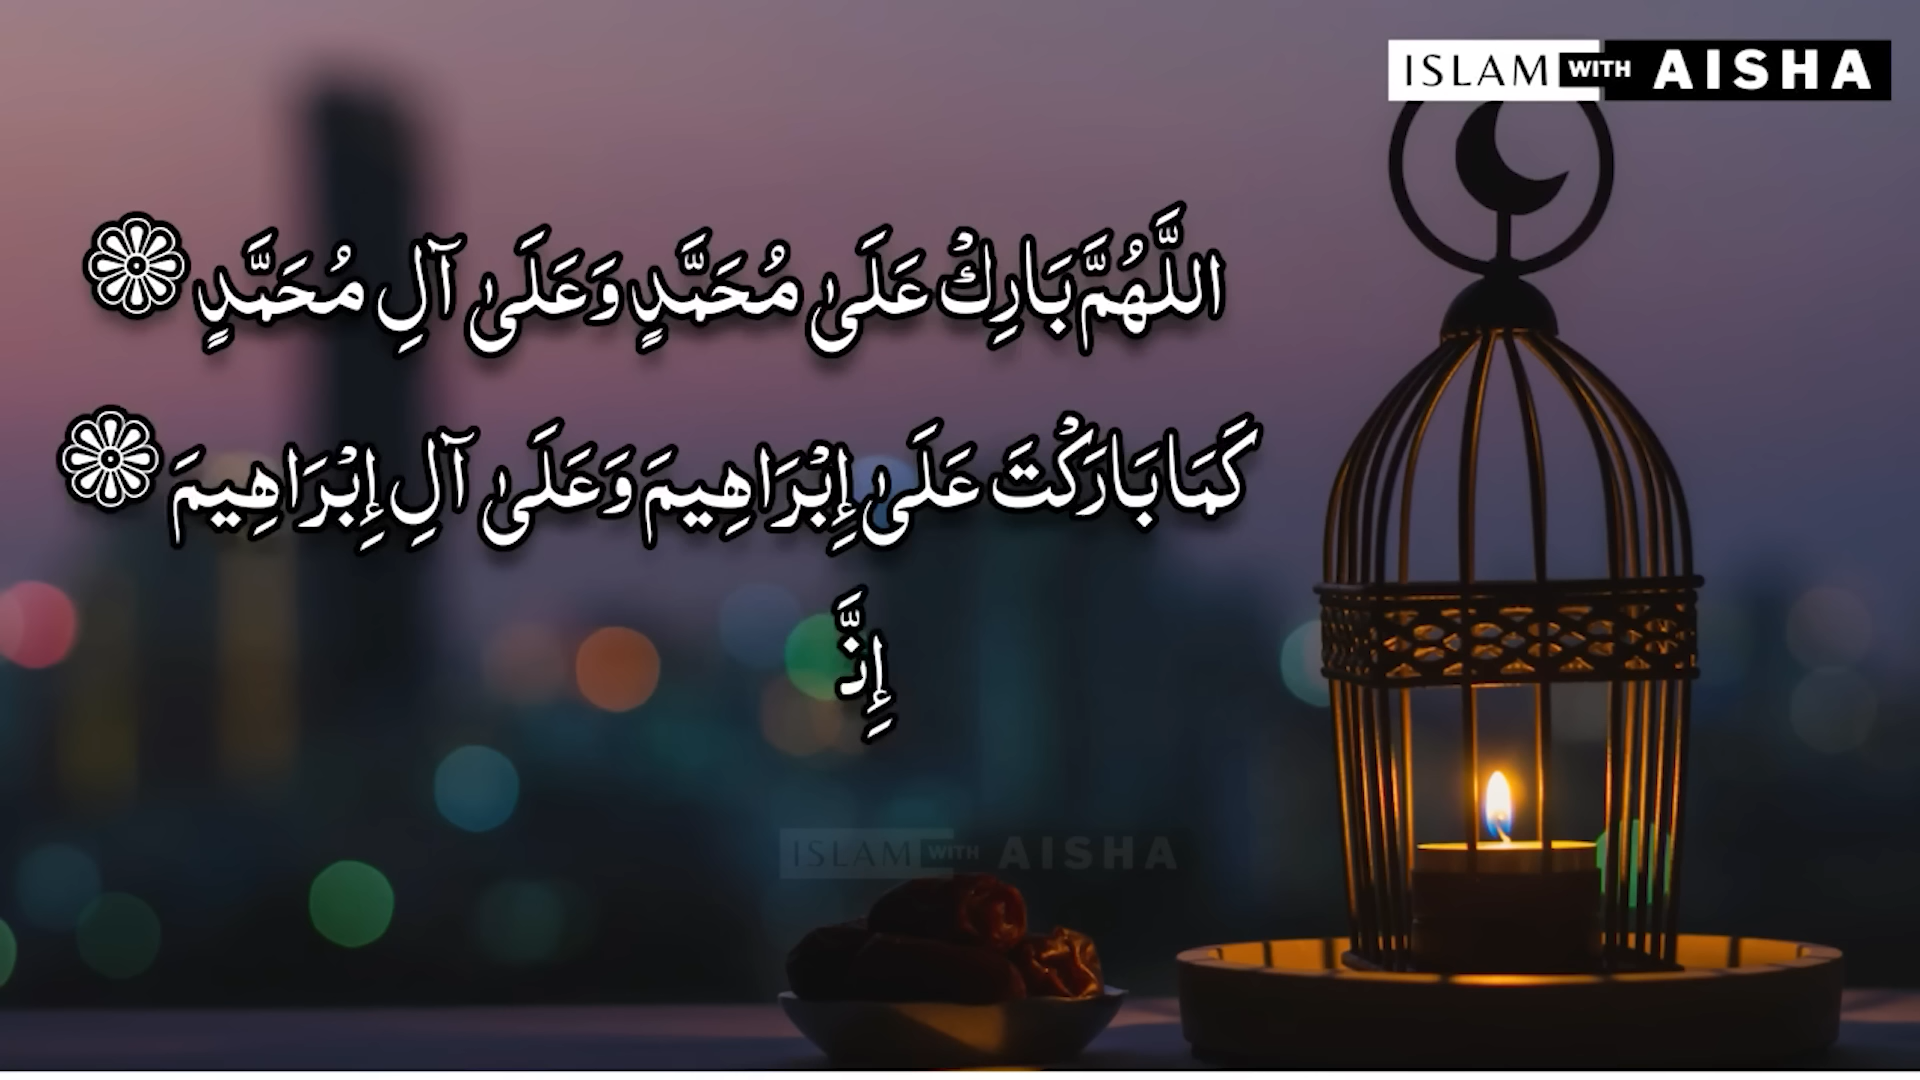 ISLAM WITH AISHA
اللَّهُمَّ بَارِكْ عَلَىٰ مُحَمَّدٍ وَعَلَىٰ آلِ مُحَمَّدٍ ۞
كَمَا بَارَكْتَ عَلَىٰ إِبْرَاهِيمَ وَعَلَىٰ آلِ إِبْرَاهِيمَ ۞
إِنَّ
ISLAM WITH AISHA